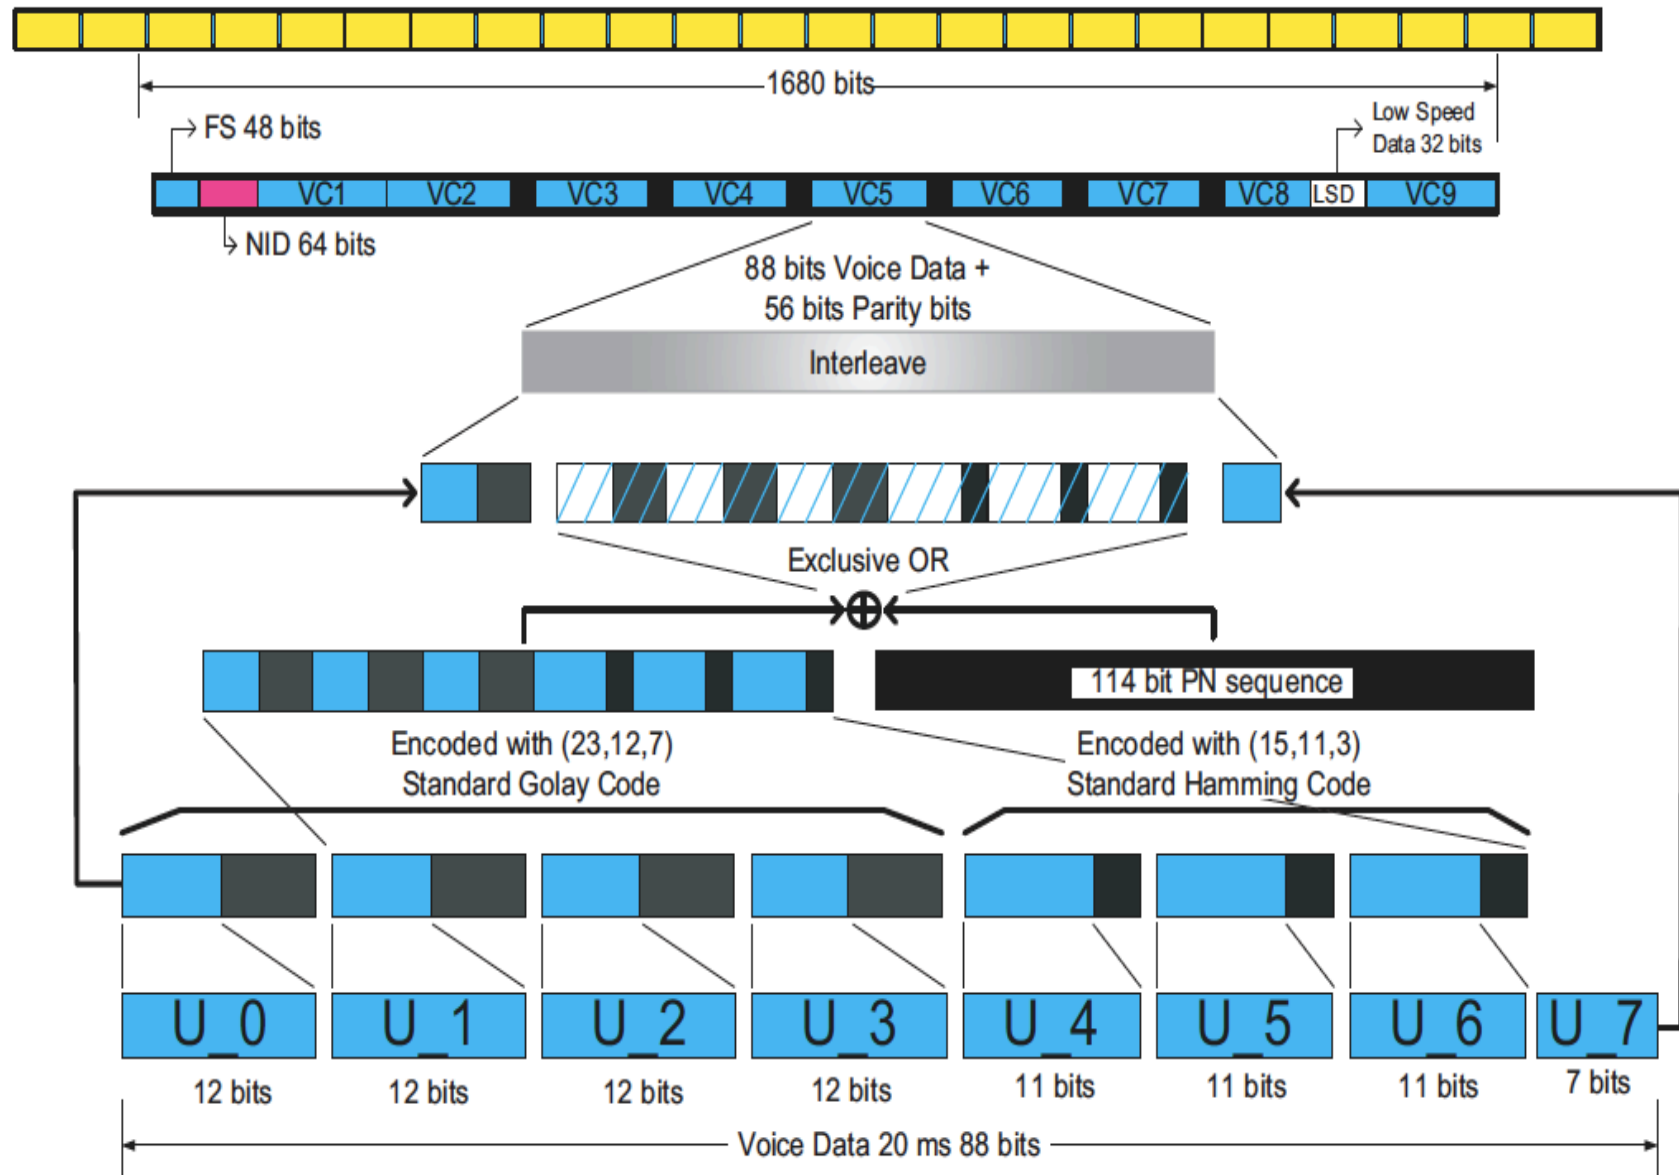 1680 bits
FS 48 bits
Low Speed
Data 32 bits
VC1 VC2 VC3 VC4 VC5 VC6 VC7 VC8 LSD VC9
NID 64 bits
88 bits Voice Data +
56 bits Parity bits
Interleave
Exclusive OR
114 bit PN sequence
Encoded with (23,12,7)
Standard Golay Code
Encoded with (15,11,3)
Standard Hamming Code
U_0 U_1 U_2 U_3 U_4 U_5 U_6 U_7
12 bits 12 bits 12 bits 12 bits 11 bits 11 bits 11 bits 7 bits
Voice Data 20 ms 88 bits